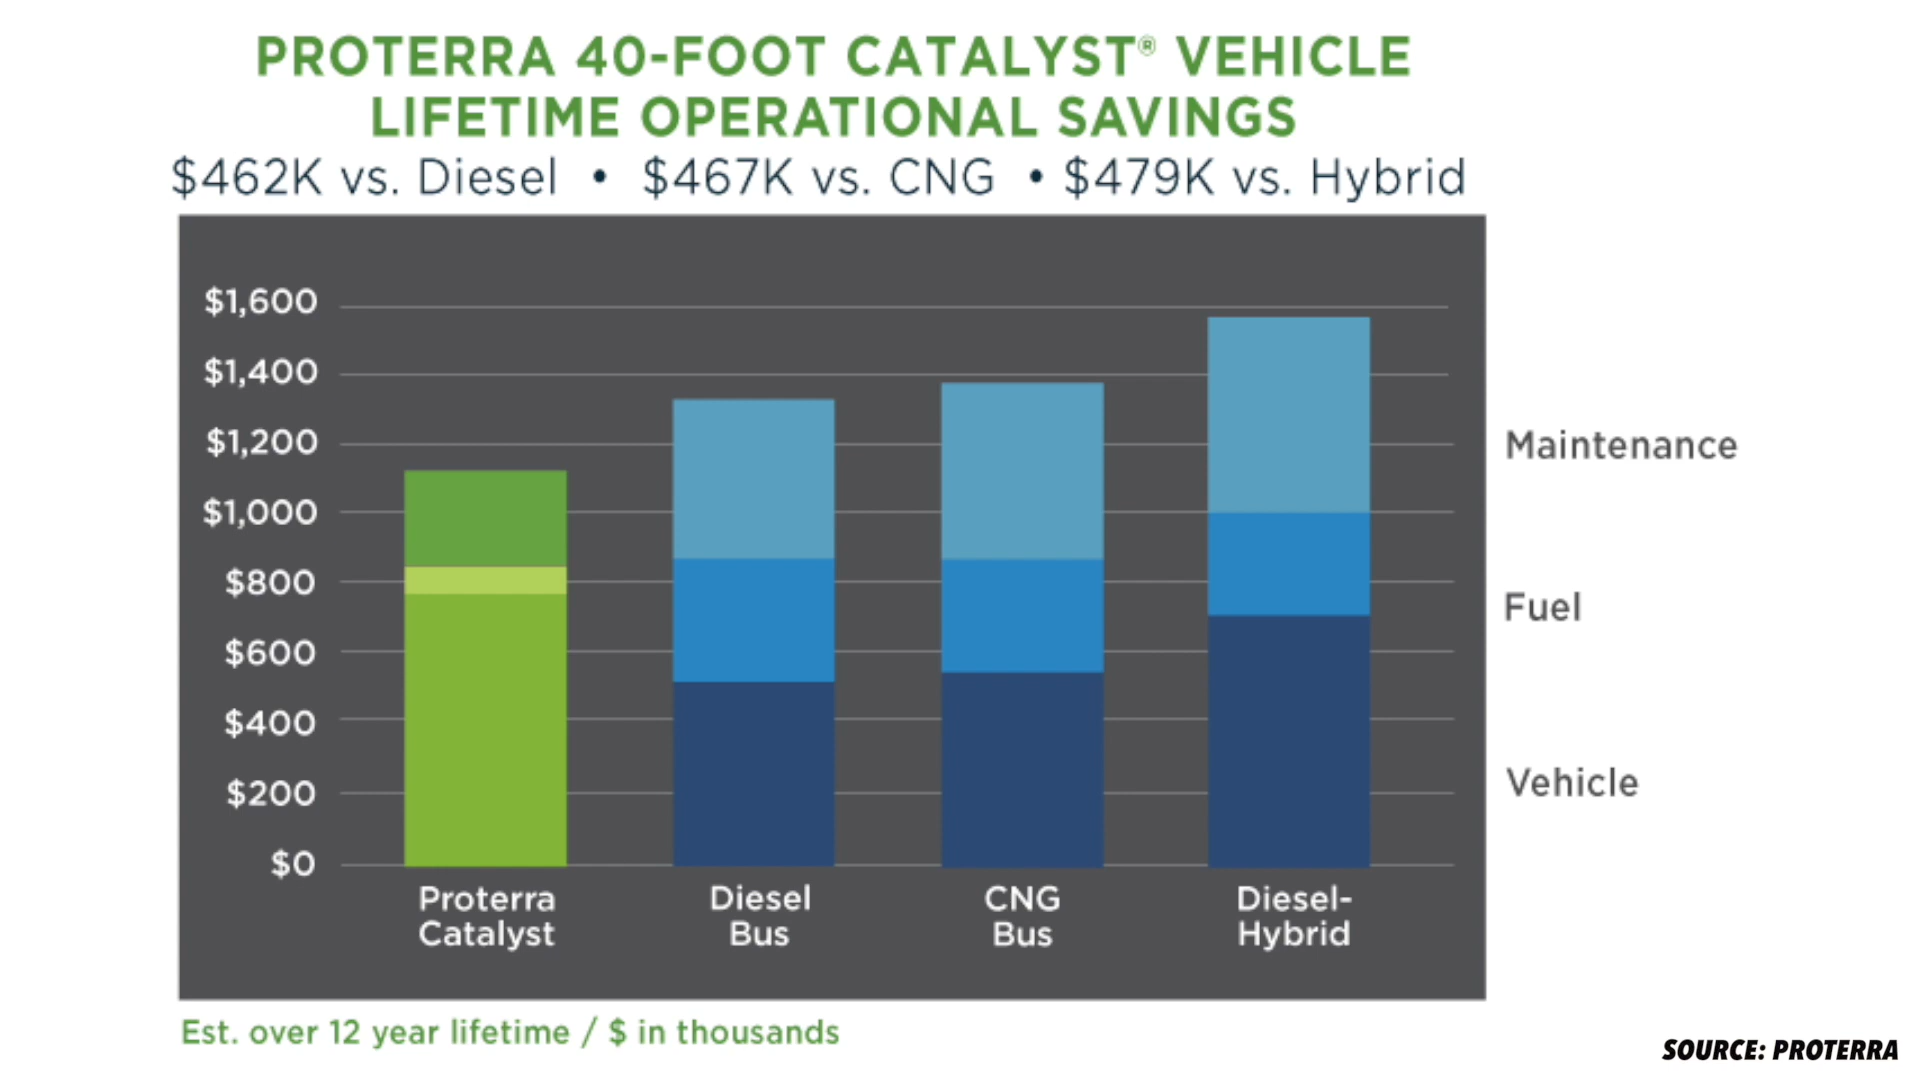 PROTERRA 40-FOOT CATALYST® VEHICLE
LIFETIME OPERATIONAL SAVINGS
$462K vs. Diesel • $467K vs. CNG • $479K vs. Hybrid
$1,600
$1,400
$1,200
$1,000
$800
$600
$400
$200
$0
Maintenance
Fuel
Vehicle
Proterra
Catalyst
Diesel
Bus
CNG
Bus
Diesel-
Hybrid
Est. over 12 year lifetime / $ in thousands
SOURCE: PROTERRA